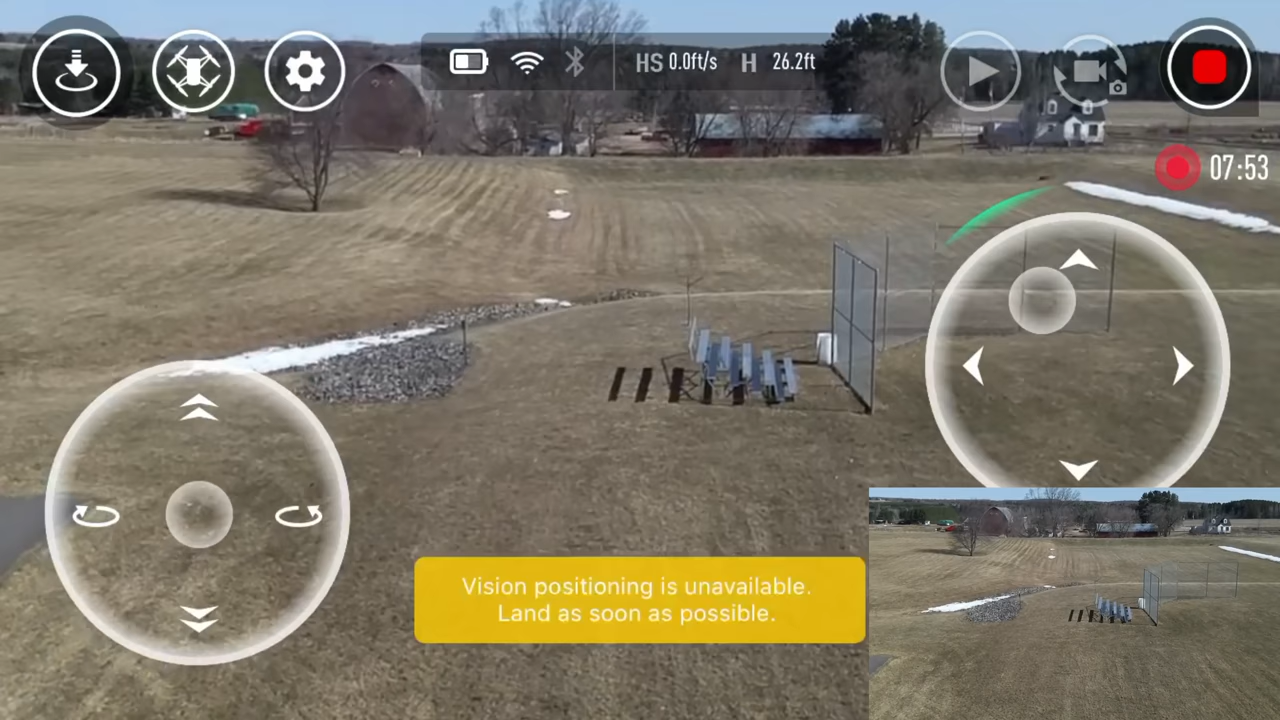 HS 0.0ft/s H 26.2ft
07:53
Vision positioning is unavailable.
Land as soon as possible.